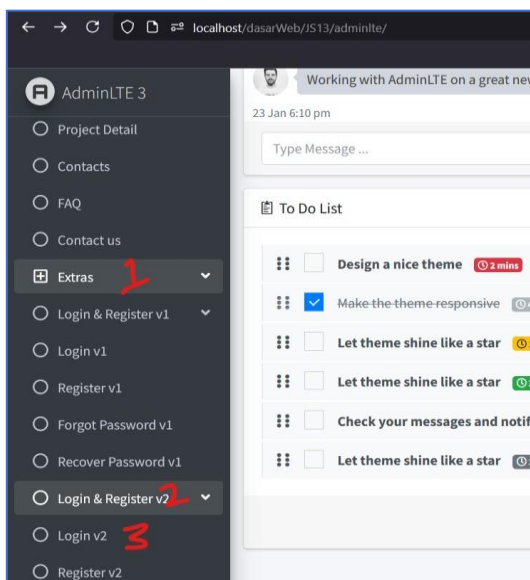 localhost/dasarWeb/JS13/adminlte/
AdminLTE 3
Project Detail
Contacts
FAQ
Contact us
Extras 1
Login & Register v1
Login v1
Register v1
Forgot Password v1
Recover Password v1
Login & Register v2 2
Login v2 3
Register v2
Working with AdminLTE on a great new
23 Jan 6:10 pm
Type Message ...
To Do List
Design a nice theme 2 mins
Make the theme responsive
Let theme shine like a star
Let theme shine like a star
Check your messages and notif
Let theme shine like a star